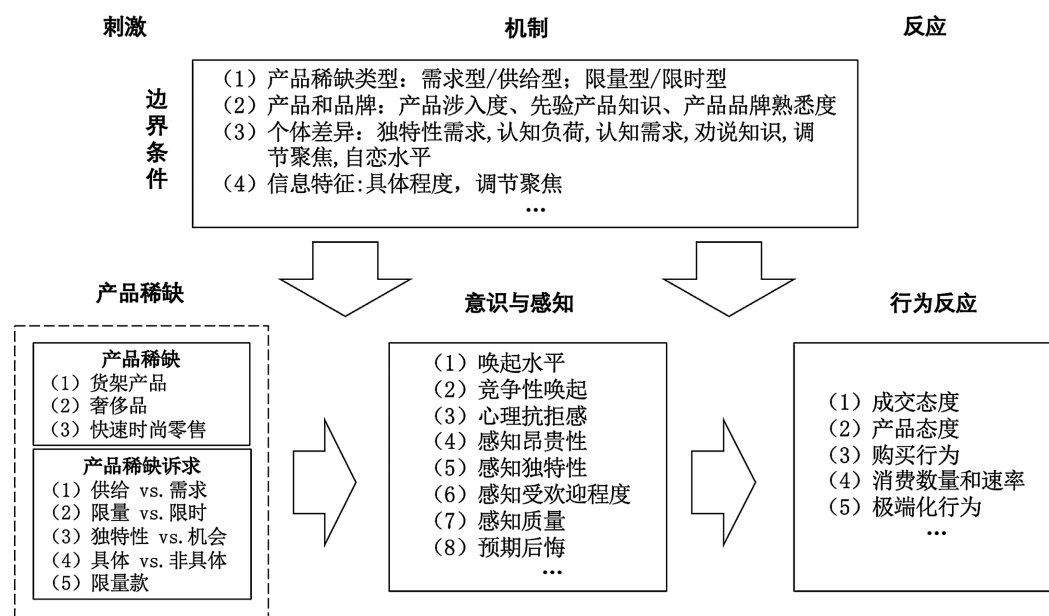 刺激
机制
反应
边界条件
（1）产品稀缺类型：需求型/供给型；限量型/限时型
（2）产品和品牌：产品涉入度、先验产品知识、产品品牌熟悉度
（3）个体差异：独特性需求,认知负荷,认知需求,劝说知识,调
节聚焦,自恋水平
（4）信息特征:具体程度，调节聚焦
…
产品稀缺
产品稀缺
（1）货架产品
（2）奢侈品
（3）快速时尚零售
产品稀缺诉求
（1）供给 vs.需求
（2）限量 vs.限时
（3）独特性 vs.机会
（4）具体 vs.非具体
（5）限量款
意识与感知
（1）唤起水平
（2）竞争性唤起
（3）心理抗拒感
（4）感知昂贵性
（5）感知独特性
（6）感知受欢迎程度
（7）感知质量
（8）预期后悔
…
行为反应
（1）成交态度
（2）产品态度
（3）购买行为
（4）消费数量和速率
（5）极端化行为
…